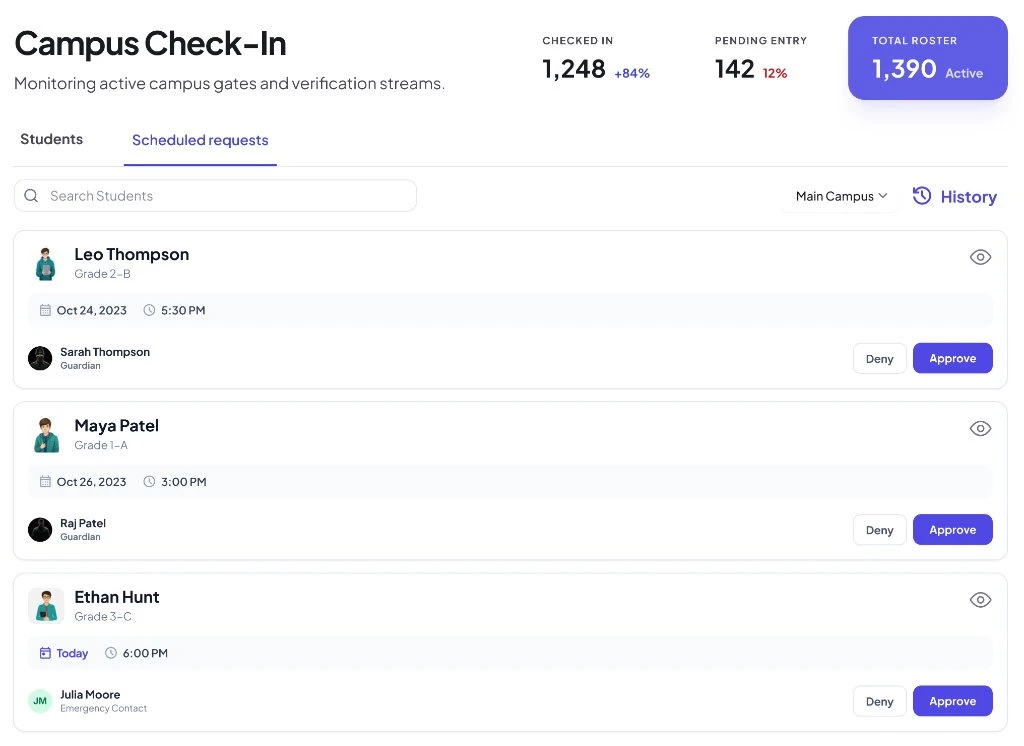 Campus Check-In
Monitoring active campus gates and verification streams.
CHECKED IN
1,248 +84%
PENDING ENTRY
142 12%
TOTAL ROSTER
1,390 Active
Students
Scheduled requests
Search Students
Main Campus
History
Leo Thompson
Grade 2-B
Oct 24, 2023 5:30 PM
Sarah Thompson
Guardian
Deny
Approve
Maya Patel
Grade 1-A
Oct 26, 2023 3:00 PM
Raj Patel
Guardian
Deny
Approve
Ethan Hunt
Grade 3-C
Today 6:00 PM
JM
Julia Moore
Emergency Contact
Deny
Approve